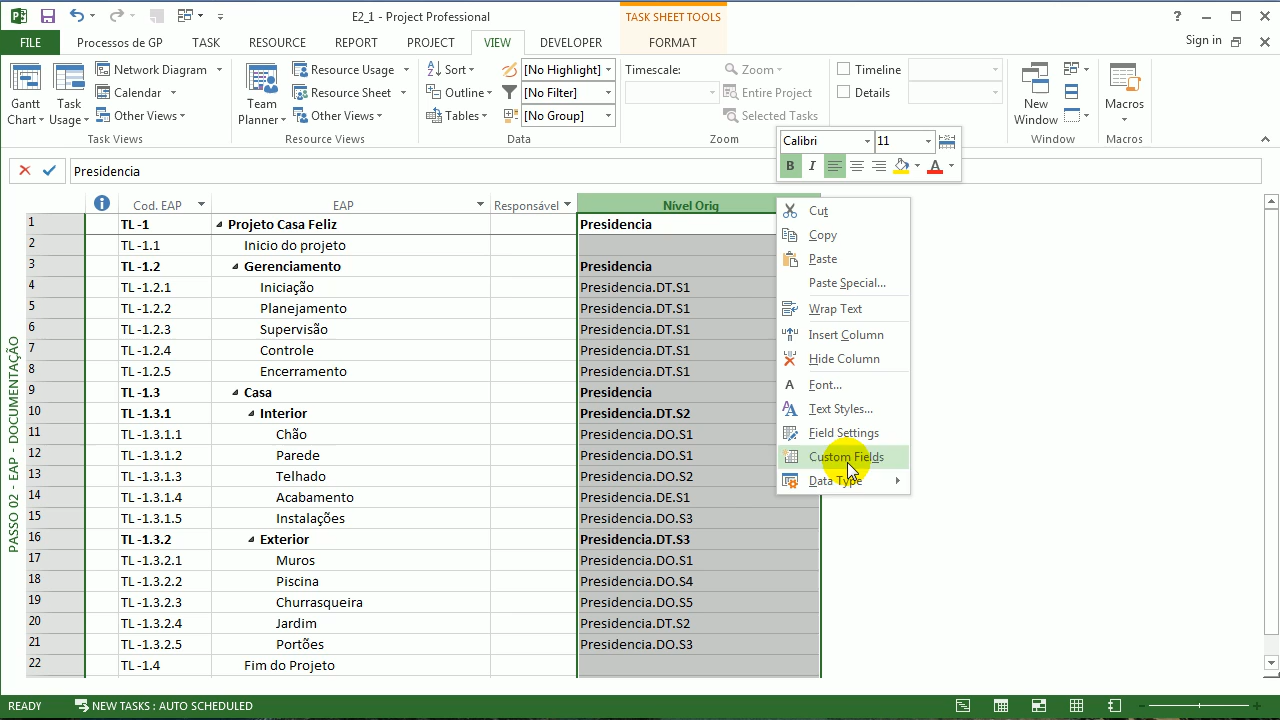 E2_1 - Project Professional
TASK SHEET TOOLS
?
FILE
Processos de GP
TASK
RESOURCE
REPORT
PROJECT
VIEW
DEVELOPER
FORMAT
Sign in
Gantt Chart
Task Usage
Network Diagram
Calendar
Other Views
Task Views
Team Planner
Resource Usage
Resource Sheet
Other Views
Resource Views
Sort
Outline
Tables
[No Highlight]
[No Filter]
[No Group]
Data
Timescale:
Zoom
Entire Project
Selected Tasks
Zoom
Timeline
Details
New Window
Window
Macros
Macros
Calibri
11
B I A
Presidencia
Cod. EAP EAP Responsável Nível Orig
1 TL -1 Projeto Casa Feliz Presidencia
2 TL -1.1 Inicio do projeto
3 TL -1.2 Gerenciamento Presidencia
4 TL -1.2.1 Iniciação Presidencia.DT.S1
5 TL -1.2.2 Planejamento Presidencia.DT.S1
6 TL -1.2.3 Supervisão Presidencia.DT.S1
7 TL -1.2.4 Controle Presidencia.DT.S1
8 TL -1.2.5 Encerramento Presidencia.DT.S1
9 TL -1.3 Casa Presidencia
10 TL -1.3.1 Interior Presidencia.DT.S2
11 TL -1.3.1.1 Chão Presidencia.DO.S1
12 TL -1.3.1.2 Parede Presidencia.DO.S1
13 TL -1.3.1.3 Telhado Presidencia.DO.S2
14 TL -1.3.1.4 Acabamento Presidencia.DE.S1
15 TL -1.3.1.5 Instalações Presidencia.DO.S3
16 TL -1.3.2 Exterior Presidencia.DT.S3
17 TL -1.3.2.1 Muros Presidencia.DO.S1
18 TL -1.3.2.2 Piscina Presidencia.DO.S4
19 TL -1.3.2.3 Churrasqueira Presidencia.DO.S5
20 TL -1.3.2.4 Jardim Presidencia.DT.S2
21 TL -1.3.2.5 Portões Presidencia.DO.S3
22 TL -1.4 Fim do Projeto
Cut
Copy
Paste
Paste Special...
Wrap Text
Insert Column
Hide Column
Font...
Text Styles...
Field Settings
Custom Fields
Data Type
PASSO 02 - EAP - DOCUMENTAÇÃO
READY
NEW TASKS : AUTO SCHEDULED